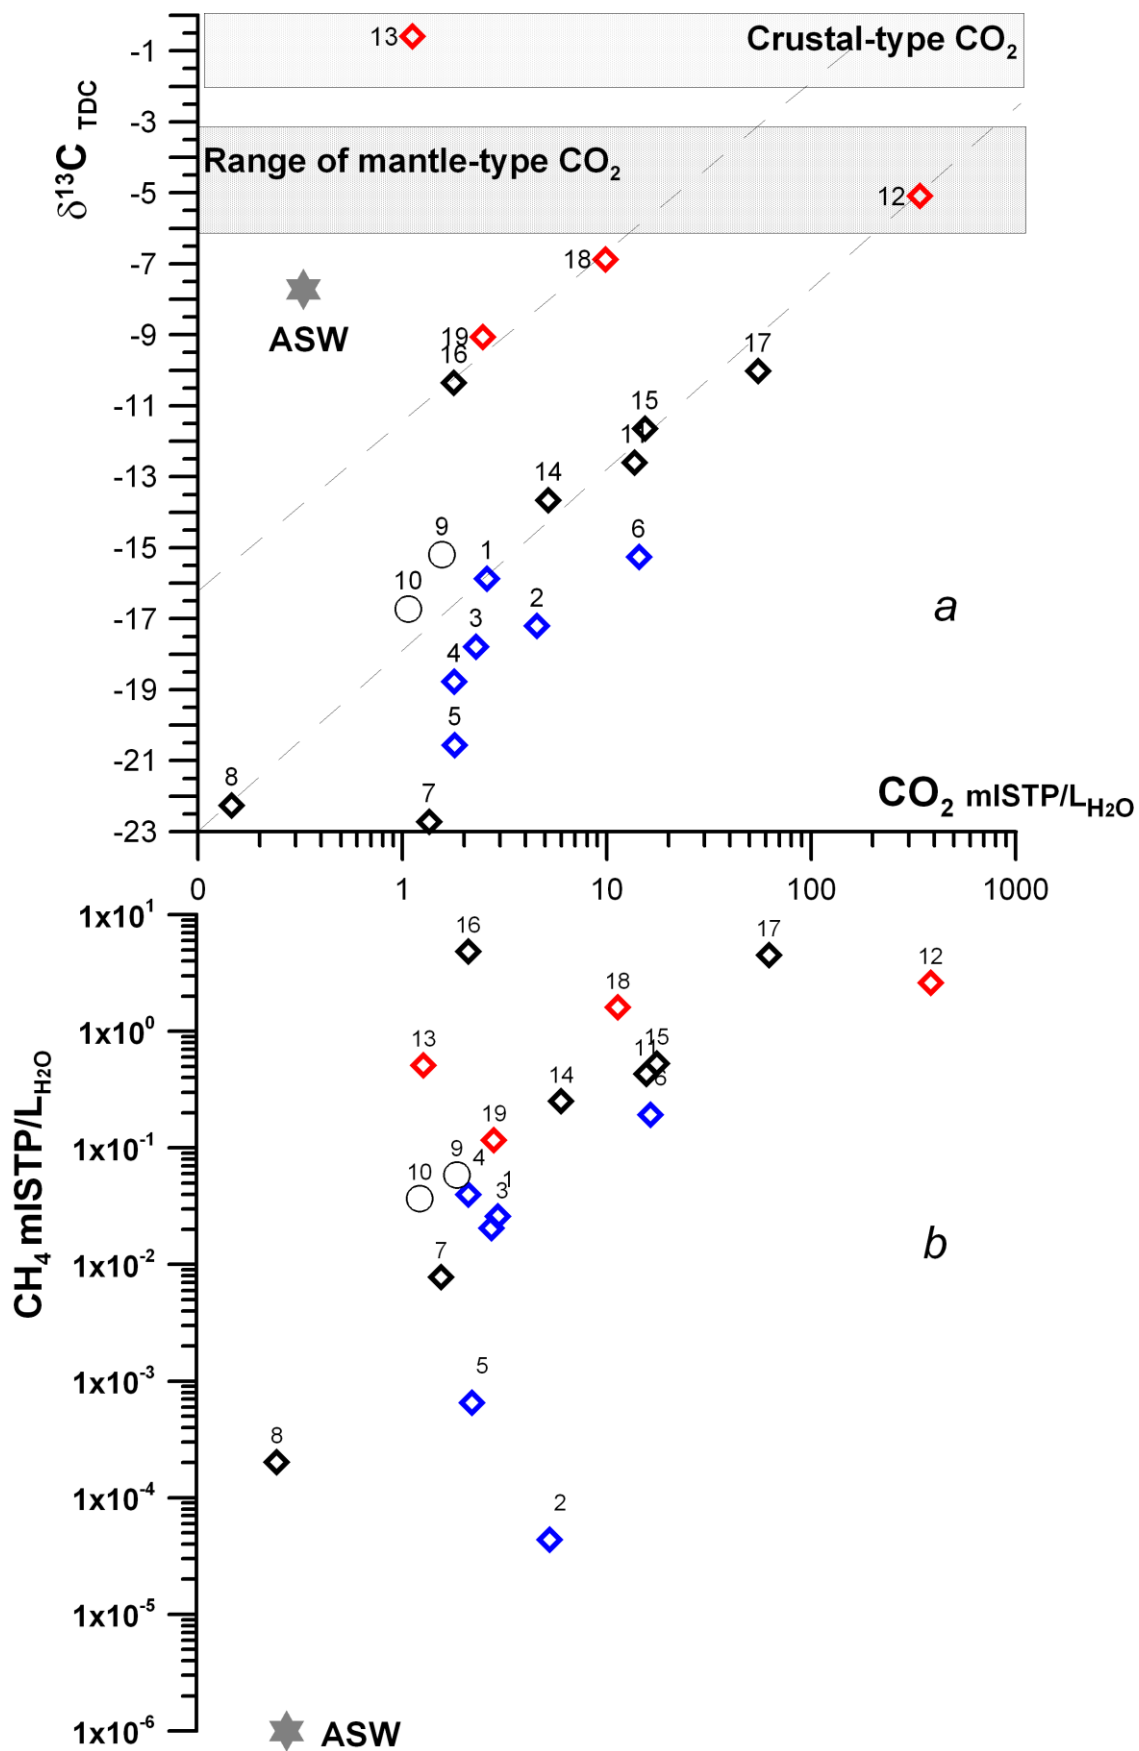 Crustal-type CO2
13
-1
-3
δ13C TDC
Range of mantle-type CO2
12
-5
18
-7
ASW
19
16
-9
17
15
11
-11
14
-13
9
6
1
-15
10
2
a
3
-17
4
-19
5
-21
8
7
CO2 mlSTP/LH2O
-23
0 1 10 100 1000
1x10^1
16
17
12
18
1x10^0
13
15
11
6
14
CH4 mlSTP/LH2O
19
1x10^-1
9
4
10
1
3
b
7
1x10^-2
5
1x10^-3
8
1x10^-4
2
1x10^-5
1x10^-6
ASW